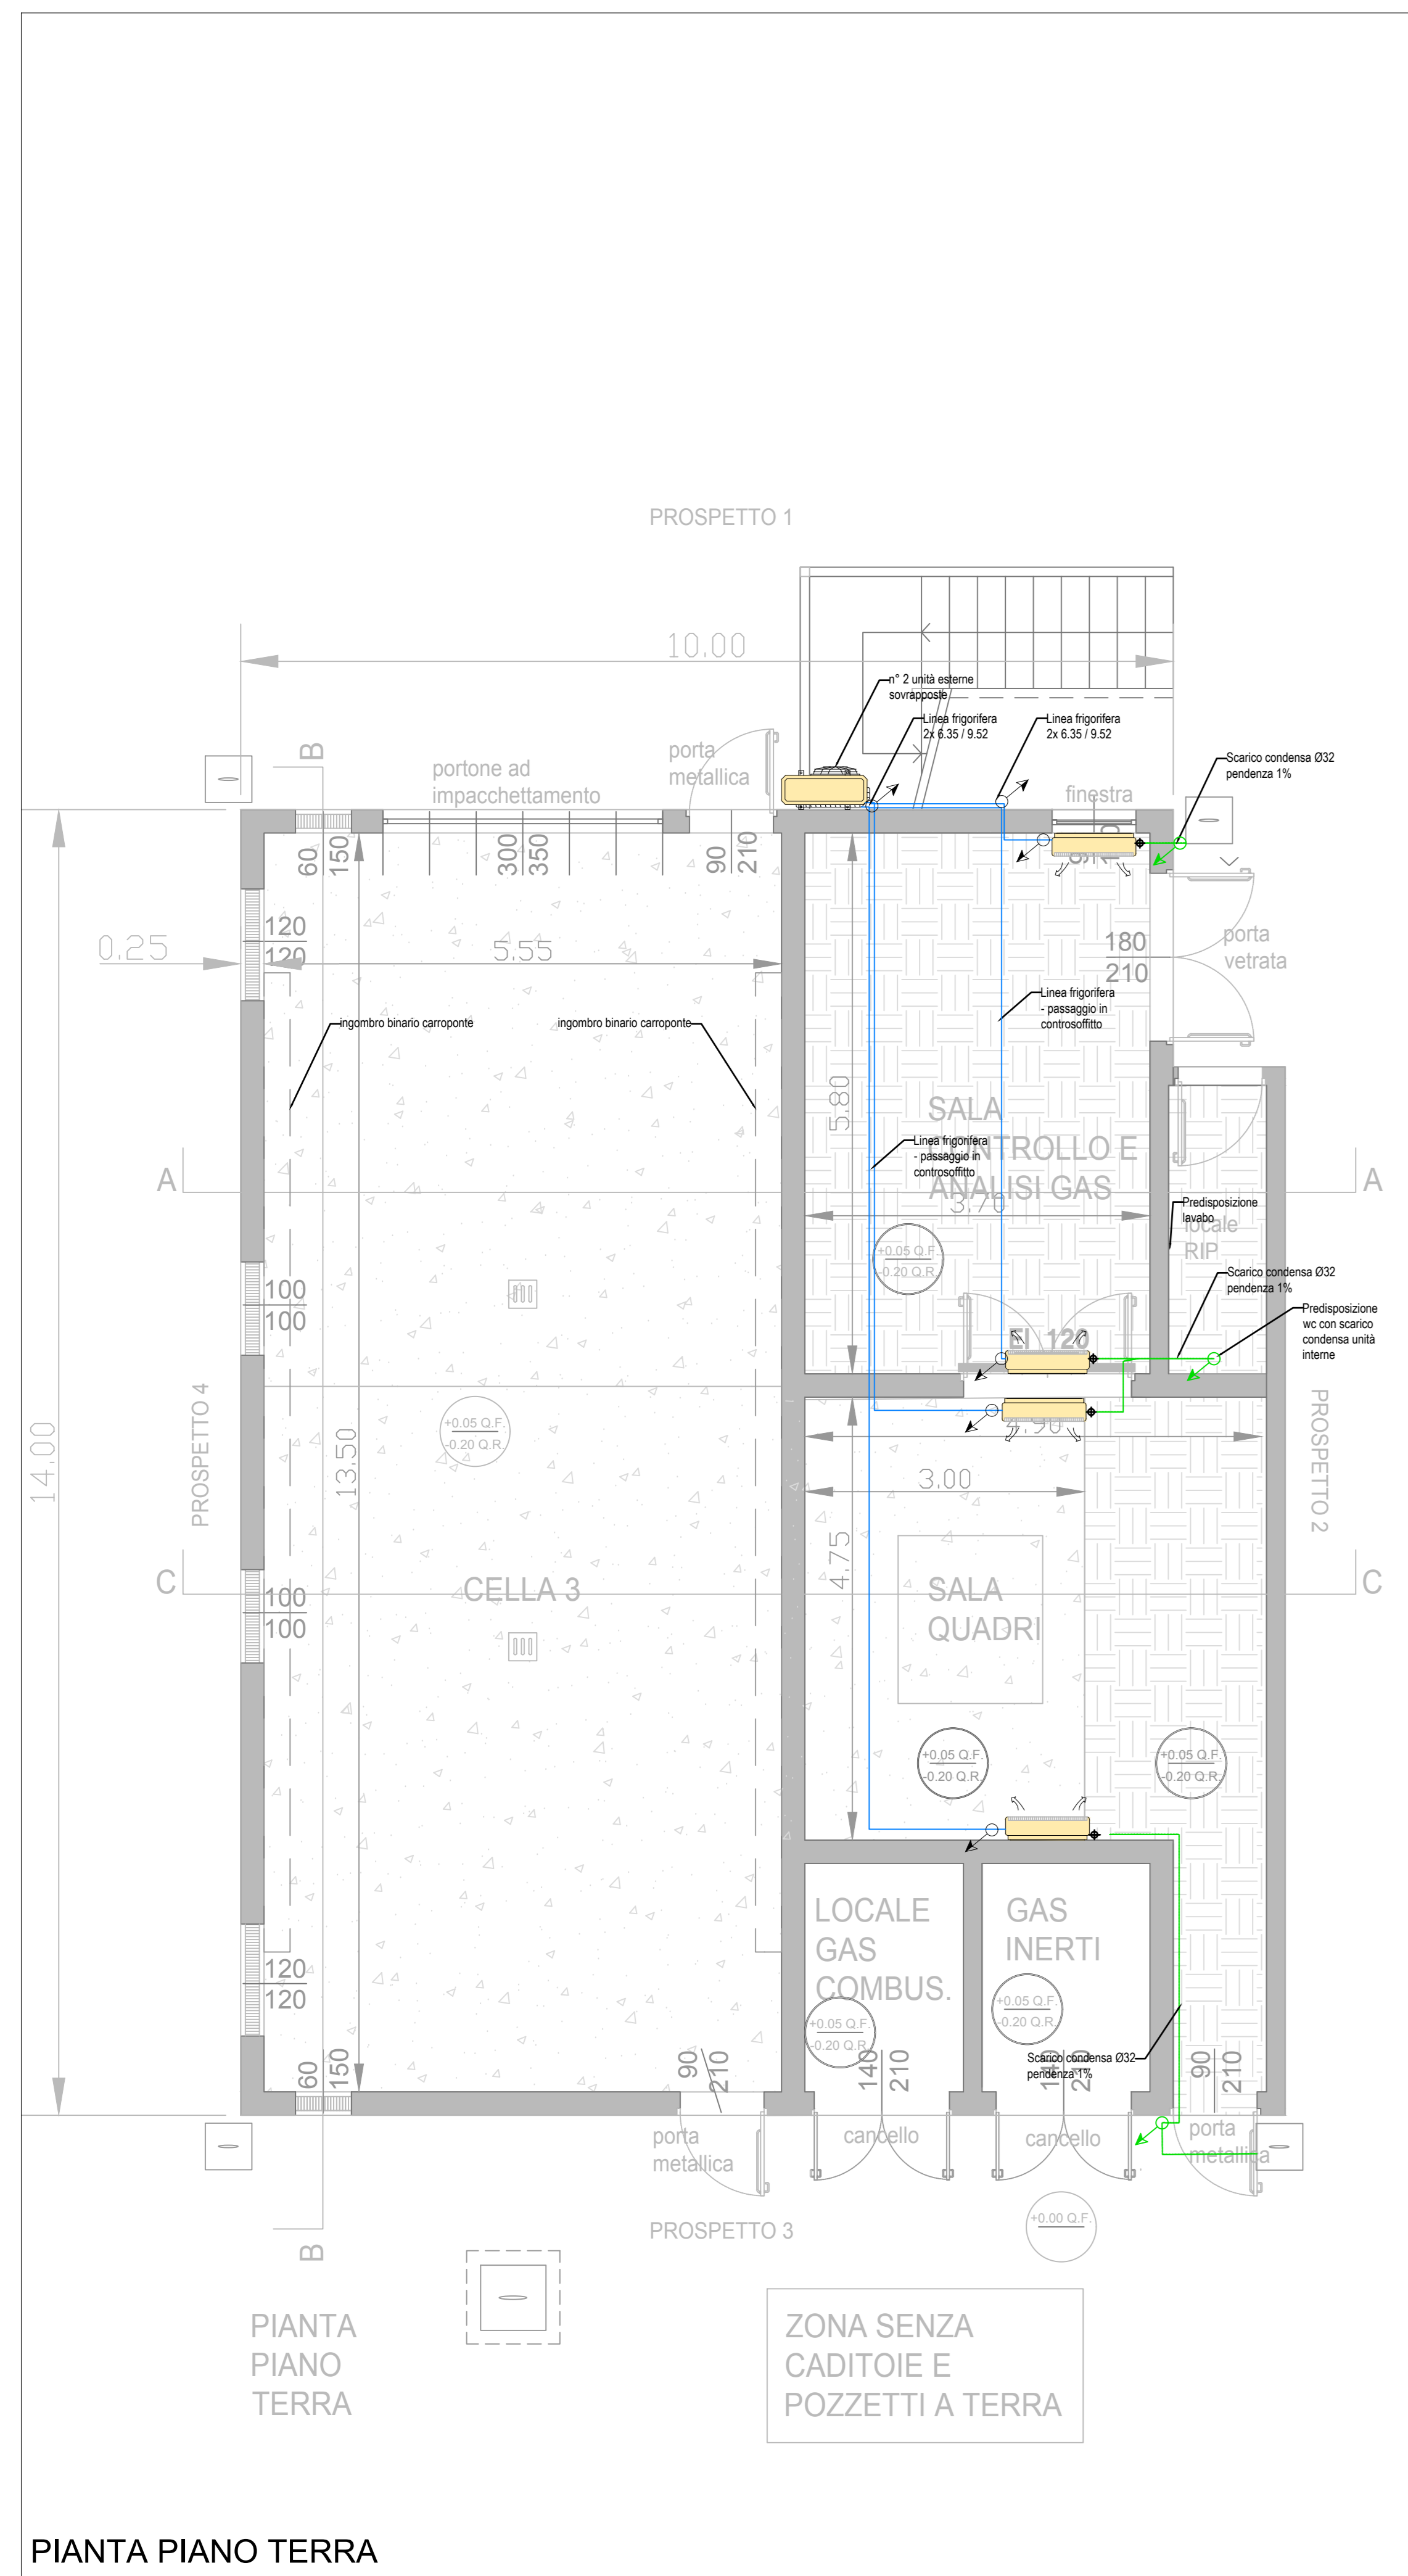 PROSPETTO 1
10.00
n° 2 unità esterne
sovrapposte
Linea frigorifera
2x 6.35 / 9.52
Linea frigorifera
2x 6.35 / 9.52
B
porta
metallica
portone ad
impacchettamento
Scarico condensa Ø32
pendenza 1%
finestra
60
150
300
350
90
210
120
120
0.25
5.55
180
210
porta
vetrata
ingombro binario carroponte
ingombro binario carroponte
Linea frigorifera
- passaggio in
controsoffitto
5.80
SALA
CONTROLLO E
ANALISI GAS
Linea frigorifera
- passaggio in
controsoffitto
A
A
3.70
Predisposizione
lavabo
locale
RIP
+0.05 Q.F.
-0.20 Q.R.
Scarico condensa Ø32
pendenza 1%
100
100
Predisposizione
wc con scarico
condensa unità
interne
EI 120
PROSPETTO 4
PROSPETTO 2
14.00
13.50
+0.05 Q.F.
-0.20 Q.R.
4.90
3.00
4.75
C
C
CELLA 3
SALA
QUADRI
100
100
+0.05 Q.F.
-0.20 Q.R.
+0.05 Q.F.
-0.20 Q.R.
LOCALE
GAS
COMBUS.
GAS
INERTI
120
120
+0.05 Q.F.
-0.20 Q.R.
+0.05 Q.F.
-0.20 Q.R.
Scarico condensa Ø32
pendenza 1%
60
150
90
210
140
210
140
210
90
210
porta
metallica
cancello
cancello
porta
metallica
+0.00 Q.F.
PROSPETTO 3
B
PIANTA
PIANO
TERRA
ZONA SENZA
CADITOIE E
POZZETTI A TERRA
PIANTA PIANO TERRA